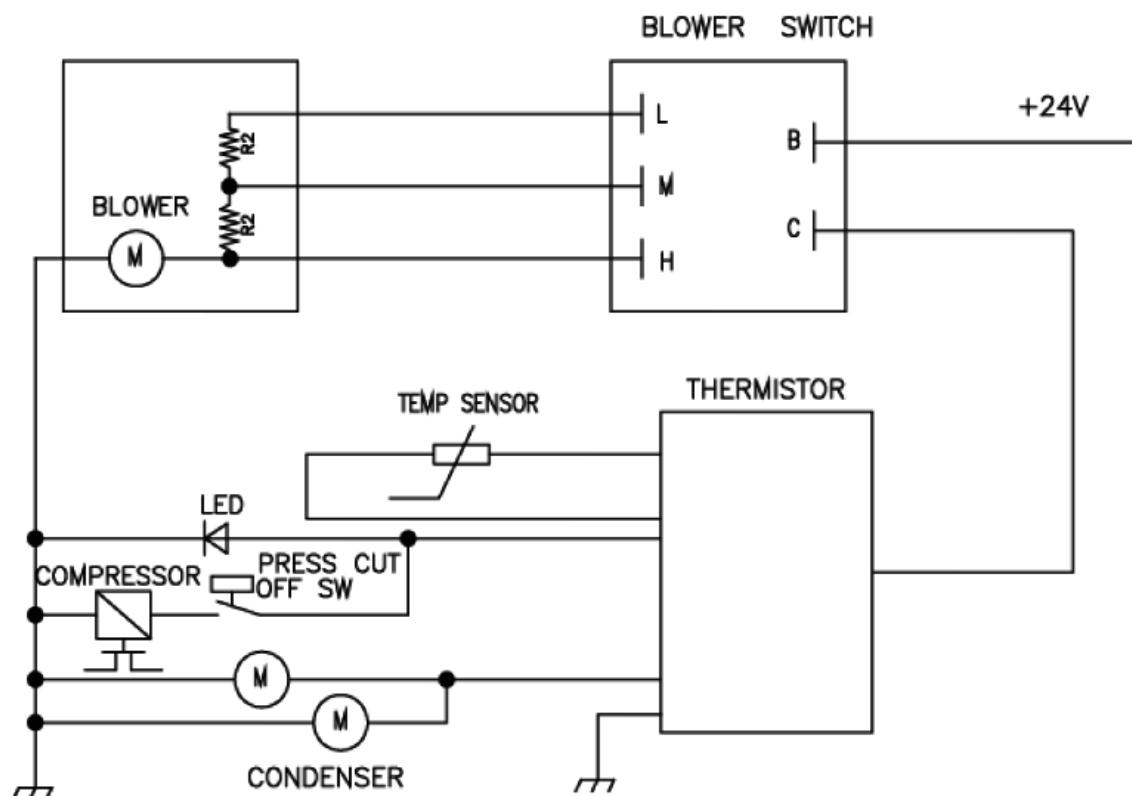 BLOWER SWITCH
+24V
L
R2
B
M
BLOWER
R2
C
M
H
THERMISTOR
TEMP SENSOR
LED
PRESS CUT
OFF SW
COMPRESSOR
M
M
CONDENSER